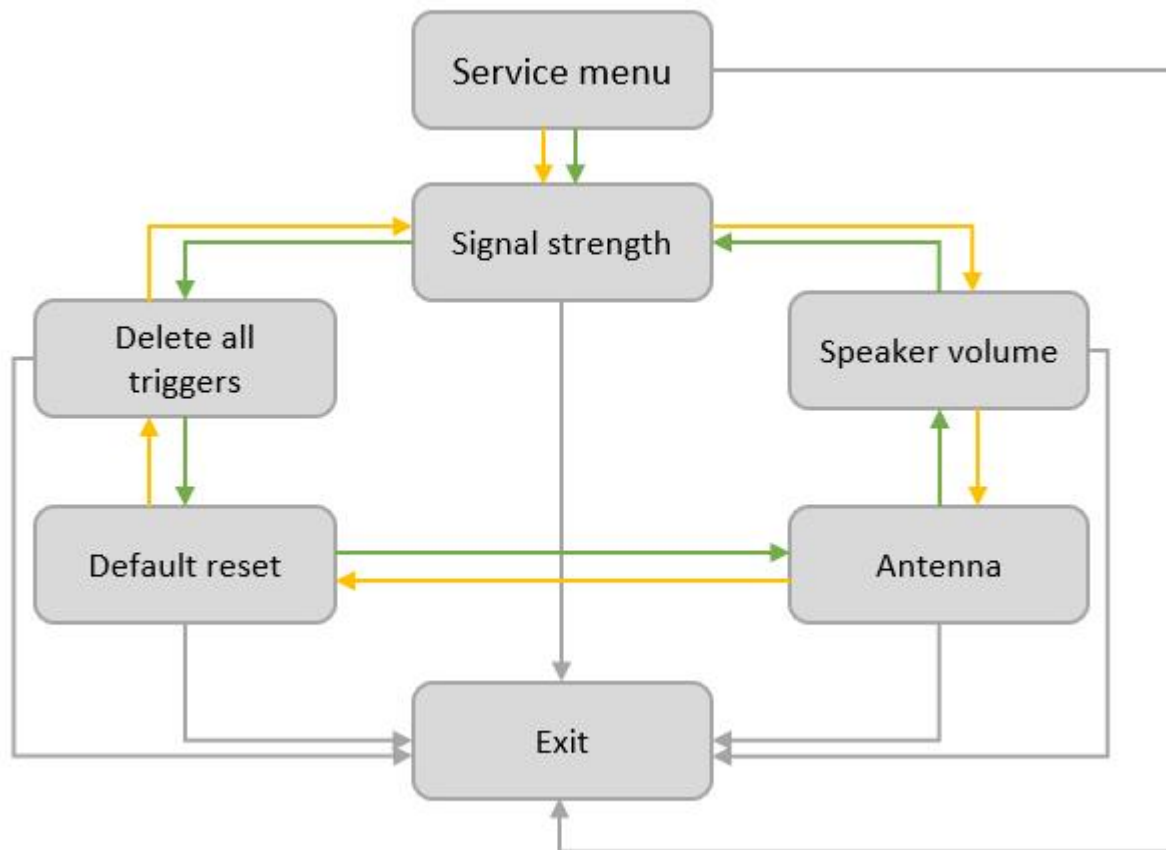 Service menu
Signal strength
Delete all
triggers
Speaker volume
Default reset
Antenna
Exit